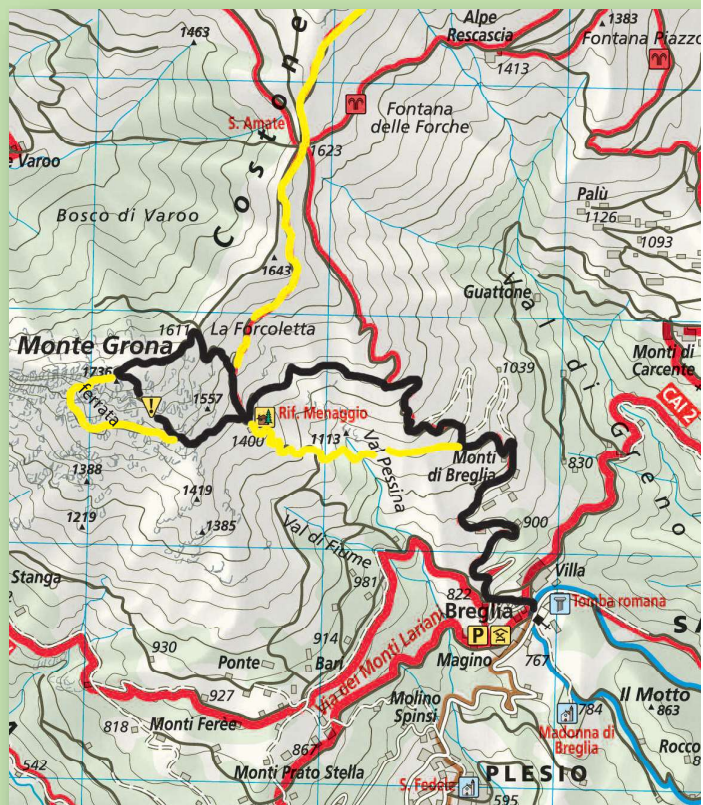 1463
Alpe
Rescascia
1413
1383
Fontana Piazzo
S. Amate
Fontana
delle Forche
e Varoo
Costone
1623
Bosco di Varoo
Palù
1126
1093
1643
Guattone
Val di Greno
La Forcoletta
1611
Monte Grona
1736
ferrata
!
1557
Rif. Menaggio
1400
1113
1039
Monti di
Carcente
CAI 2
Val Pessina
Monti
di Breglia
830
1388
1419
1219
1385
900
Val di Fiume
Stanga
2
981
Villa
822
Breglia
Tomba romana
SA
P
914
930
Ponte
Bari
Via dei Monti Lariani
Magino
767
927
Molino
Spinsi
Il Motto
784
863
818
Monti Ferèe
Madonna di
Breglia
867
Rocco
542
Monti Prato Stella
S. Fedele
PLESIO
595
8